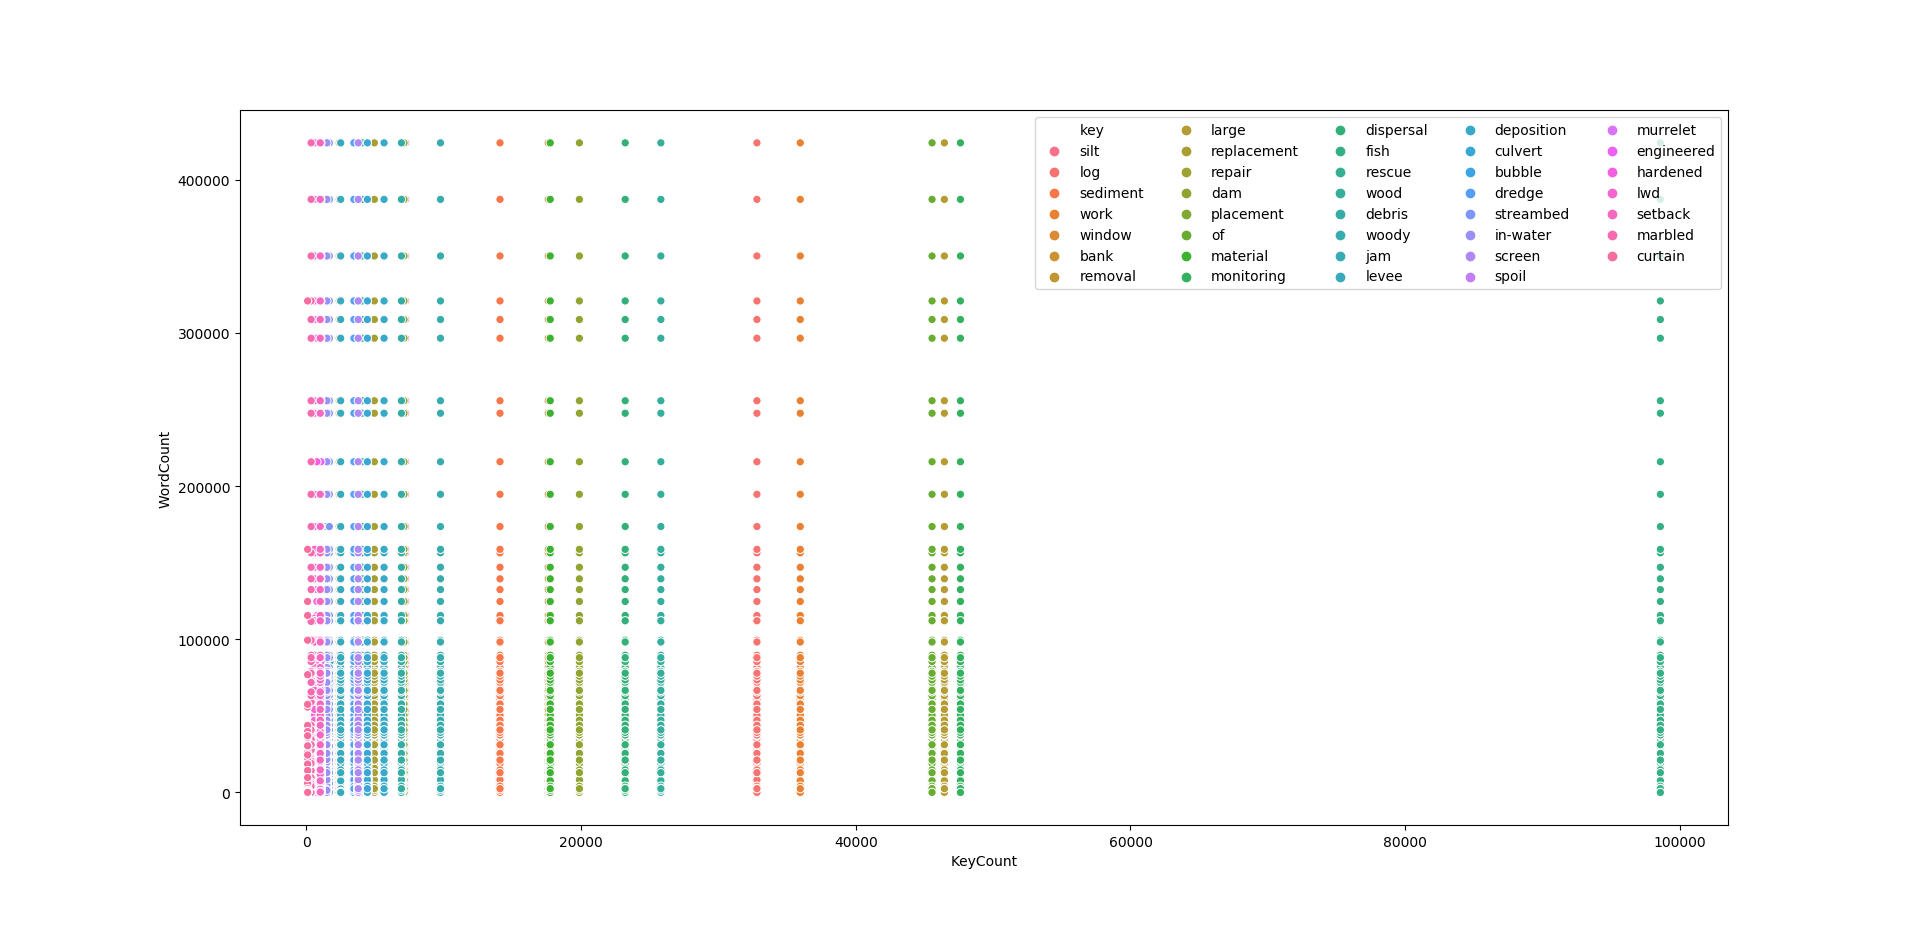 key
silt
log
sediment
work
window
bank
removal
large
replacement
repair
dam
placement
of
material
monitoring
dispersal
fish
rescue
wood
debris
woody
jam
levee
deposition
culvert
bubble
dredge
streambed
in-water
screen
spoil
murrelet
engineered
hardened
lwd
setback
marbled
curtain
400000
300000
200000
100000
0
WordCount
0 20000 40000 60000 80000 100000
KeyCount